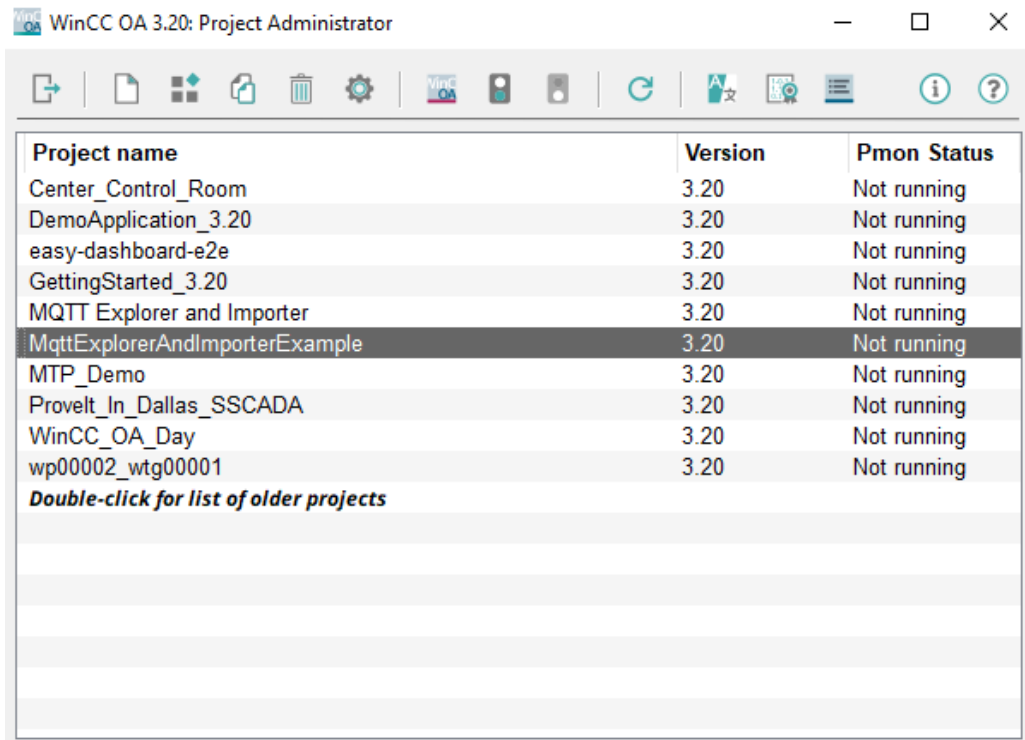 WinCC OA 3.20: Project Administrator
Project name Version Pmon Status
Center_Control_Room 3.20 Not running
DemoApplication_3.20 3.20 Not running
easy-dashboard-e2e 3.20 Not running
GettingStarted_3.20 3.20 Not running
MQTT Explorer and Importer 3.20 Not running
MqttExplorerAndImporterExample 3.20 Not running
MTP_Demo 3.20 Not running
ProveIt_In_Dallas_SSCADA 3.20 Not running
WinCC_OA_Day 3.20 Not running
wp00002_wtg00001 3.20 Not running
Double-click for list of older projects